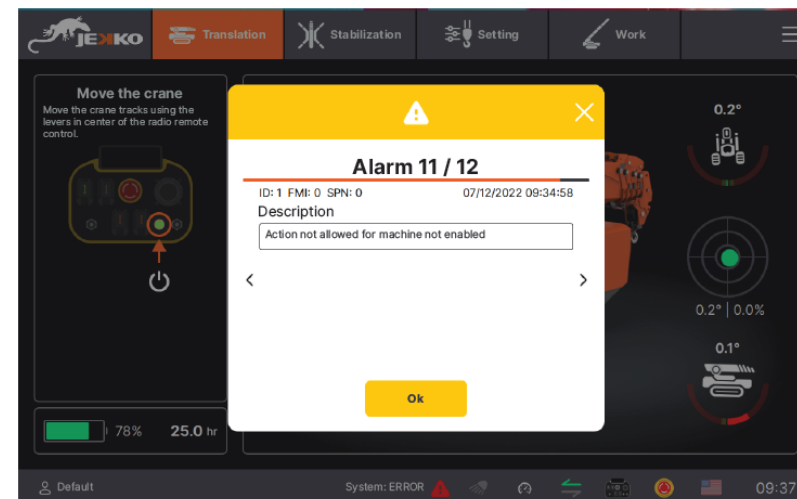 JEKKO
Translation
Stabilization
Setting
Work
Move the crane
Move the crane tracks using the
levers in center of the radio remote
control.
78%
25.0 hr
Alarm 11 / 12
ID: 1 FMI: 0 SPN: 0
07/12/2022 09:34:58
Description
Action not allowed for machine not enabled
Ok
0.2°
0.2° | 0.0%
0.1°
Default
System: ERROR
09:37